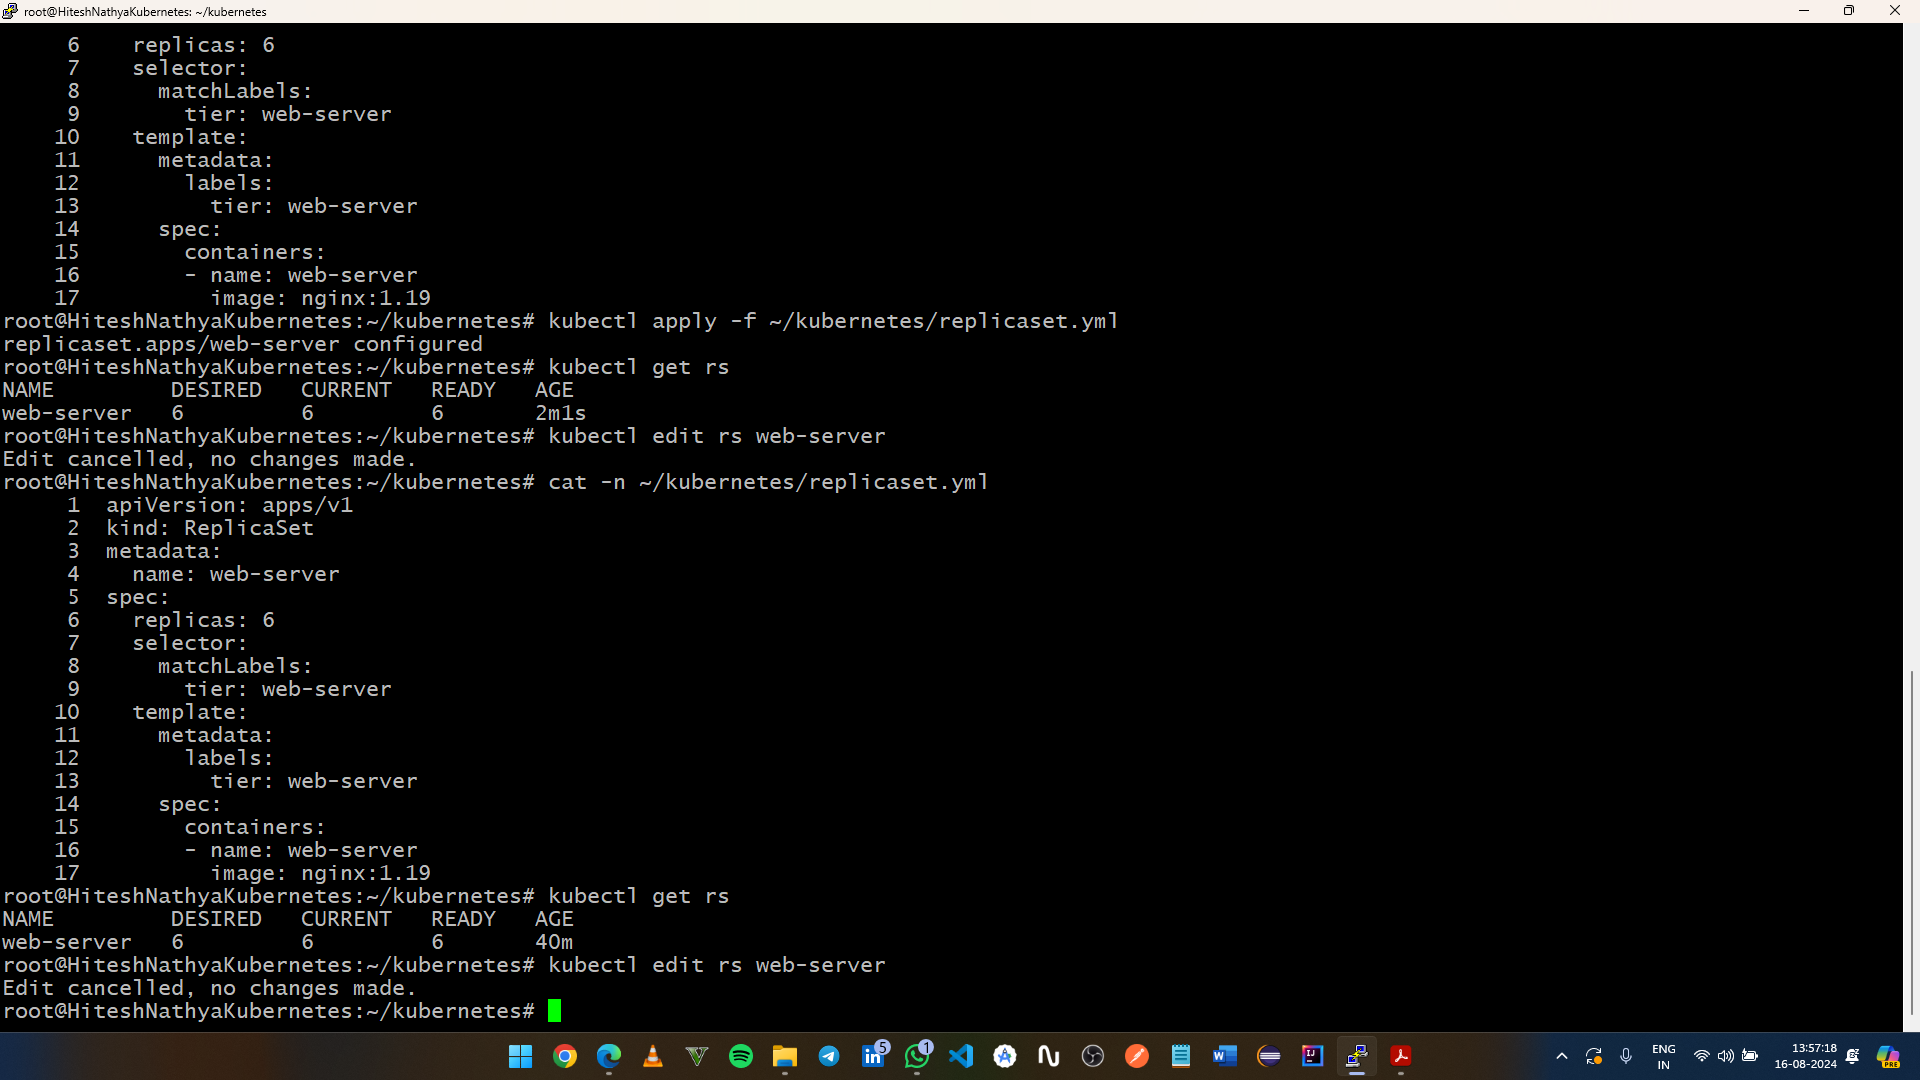 root@HiteshNathyaKubernetes: ~/kubernetes
     6    replicas: 6
     7    selector:
     8      matchLabels:
     9        tier: web-server
    10    template:
    11      metadata:
    12        labels:
    13          tier: web-server
    14      spec:
    15        containers:
    16        - name: web-server
    17          image: nginx:1.19
root@HiteshNathyaKubernetes:~/kubernetes# kubectl apply -f ~/kubernetes/replicaset.yml
replicaset.apps/web-server configured
root@HiteshNathyaKubernetes:~/kubernetes# kubectl get rs
NAME         DESIRED   CURRENT   READY   AGE
web-server   6         6         6       2m1s
root@HiteshNathyaKubernetes:~/kubernetes# kubectl edit rs web-server
Edit cancelled, no changes made.
root@HiteshNathyaKubernetes:~/kubernetes# cat -n ~/kubernetes/replicaset.yml
     1  apiVersion: apps/v1
     2  kind: ReplicaSet
     3  metadata:
     4    name: web-server
     5  spec:
     6    replicas: 6
     7    selector:
     8      matchLabels:
     9        tier: web-server
    10    template:
    11      metadata:
    12        labels:
    13          tier: web-server
    14      spec:
    15        containers:
    16        - name: web-server
    17          image: nginx:1.19
root@HiteshNathyaKubernetes:~/kubernetes# kubectl get rs
NAME         DESIRED   CURRENT   READY   AGE
web-server   6         6         6       40m
root@HiteshNathyaKubernetes:~/kubernetes# kubectl edit rs web-server
Edit cancelled, no changes made.
root@HiteshNathyaKubernetes:~/kubernetes#
5
1
ENG
IN
13:57:18
16-08-2024
PRE